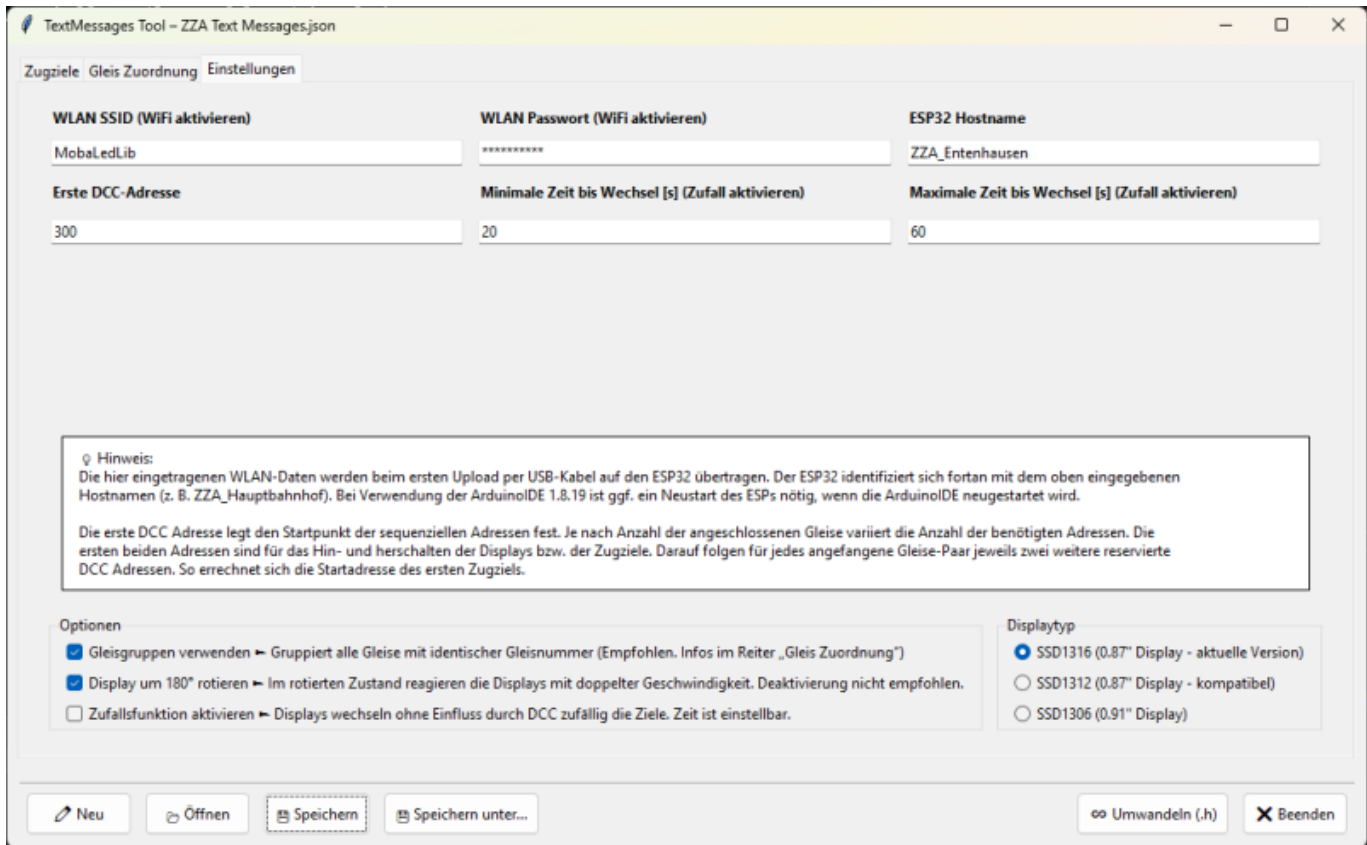 TextMessages Tool – ZZA Text Messages.json
Zugziele Gleis Zuordnung Einstellungen
WLAN SSID (WiFi aktivieren) WLAN Passwort (WiFi aktivieren) ESP32 Hostname
MobaLedLib ********** ZZA_Entenhausen
Erste DCC-Adresse Minimale Zeit bis Wechsel [s] (Zufall aktivieren) Maximale Zeit bis Wechsel [s] (Zufall aktivieren)
300 20 60
Hinweis:
Die hier eingetragenen WLAN-Daten werden beim ersten Upload per USB-Kabel auf den ESP32 übertragen. Der ESP32 identifiziert sich fortan mit dem oben eingegebenen
Hostnamen (z. B. ZZA_Hauptbahnhof). Bei Verwendung der ArduinoIDE 1.8.19 ist ggf. ein Neustart des ESPs nötig, wenn die ArduinoIDE neugestartet wird.
Die erste DCC Adresse legt den Startpunkt der sequenziellen Adressen fest. Je nach Anzahl der angeschlossenen Gleise variiert die Anzahl der benötigten Adressen. Die
ersten beiden Adressen sind für das Hin- und herschalten der Displays bzw. der Zugziele. Darauf folgen für jedes angefangene Gleise-Paar jeweils zwei weitere reservierte
DCC Adressen. So errechnet sich die Startadresse des ersten Zugziels.
Optionen Displaytyp
Gleisgruppen verwenden ► Gruppiert alle Gleise mit identischer Gleisnummer (Empfohlen. Infos im Reiter „Gleis Zuordnung“) SSD1316 (0.87" Display - aktuelle Version)
Display um 180° rotieren ► Im rotierten Zustand reagieren die Displays mit doppelter Geschwindigkeit. Deaktivierung nicht empfohlen. SSD1312 (0.87" Display - kompatibel)
Zufallsfunktion aktivieren ► Displays wechseln ohne Einfluss durch DCC zufällig die Ziele. Zeit ist einstellbar. SSD1306 (0.91" Display)
Neu Öffnen Speichern Speichern unter... Umwandeln (.h) Beenden